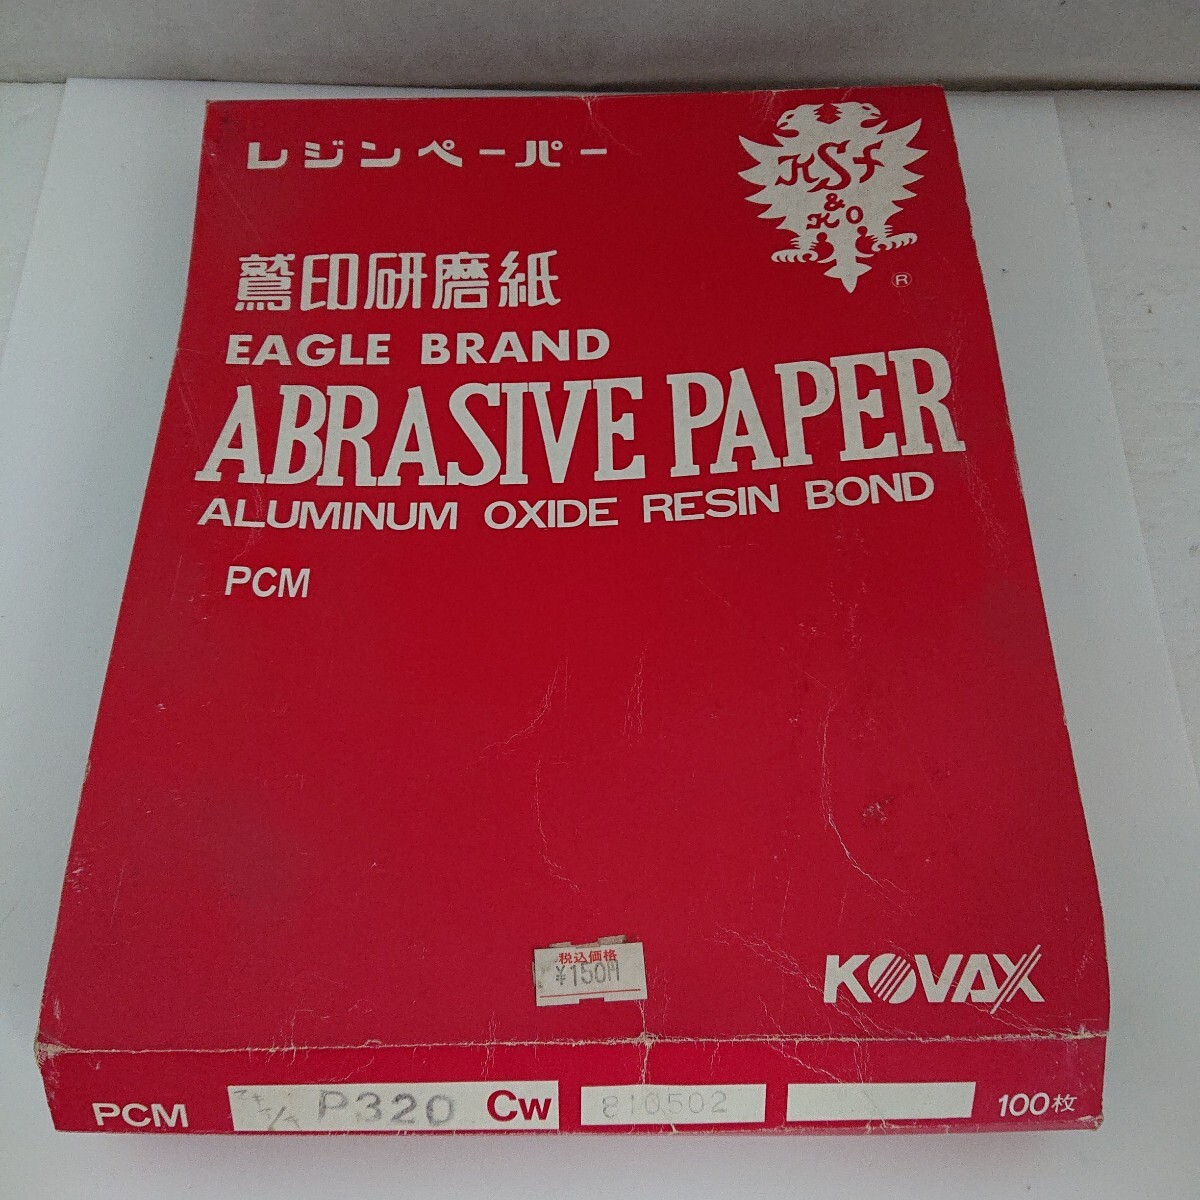 レジンペーパー
KSf
&
KO
®
鷲印研磨紙
EAGLE BRAND
ABRASIVE PAPER
ALUMINUM OXIDE RESIN BOND
PCM
税込価格
¥150円
KOVAX
PCM P320 Cw 810502 100枚